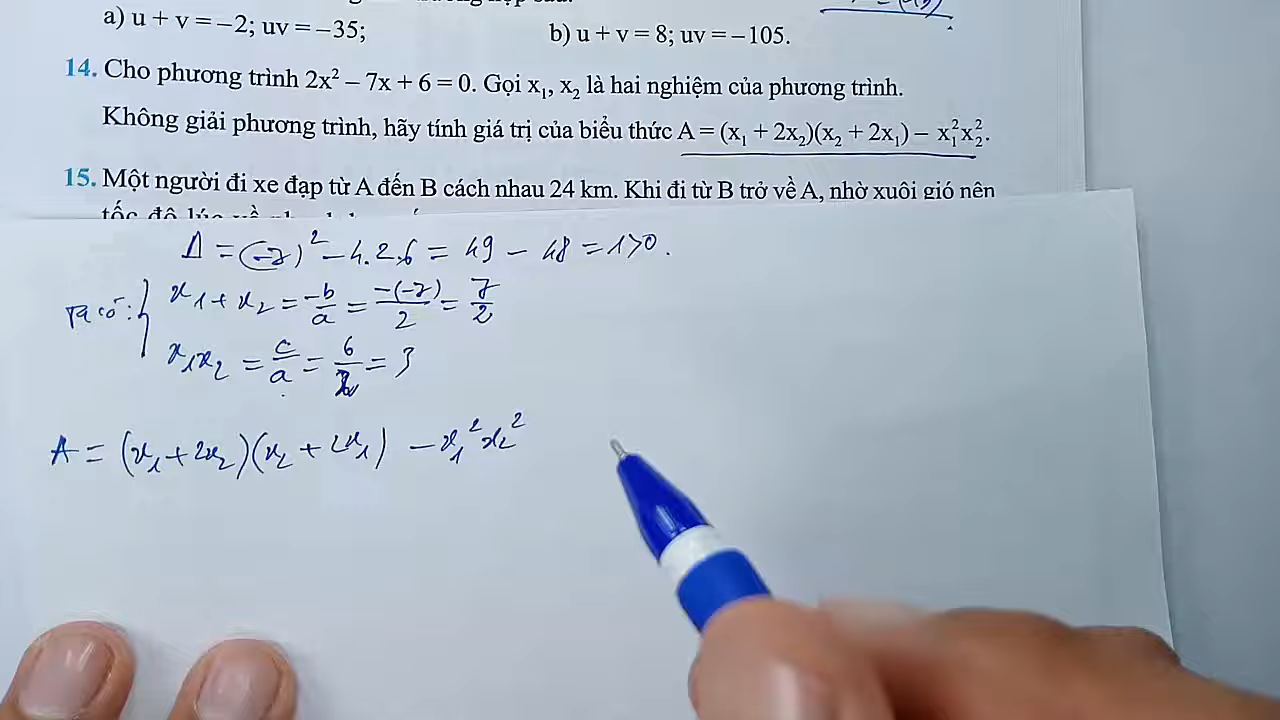 a) u + v = −2; uv = −35;
b) u + v = 8; uv = −105.
14. Cho phương trình 2x² − 7x + 6 = 0. Gọi x₁, x₂ là hai nghiệm của phương trình.
Không giải phương trình, hãy tính giá trị của biểu thức A = (x₁ + 2x₂)(x₂ + 2x₁) − x₁²x₂².
15. Một người đi xe đạp từ A đến B cách nhau 24 km. Khi đi từ B trở về A, nhờ xuôi gió nên
Δ = (−7)² − 4.2.6 = 49 − 48 = 1 > 0.
Ta có: { x₁ + x₂ = −b/a = −(−7)/2 = 7/2
x₁x₂ = c/a = 6/2 = 3
A = (x₁ + 2x₂)(x₂ + 2x₁) − x₁²x₂²